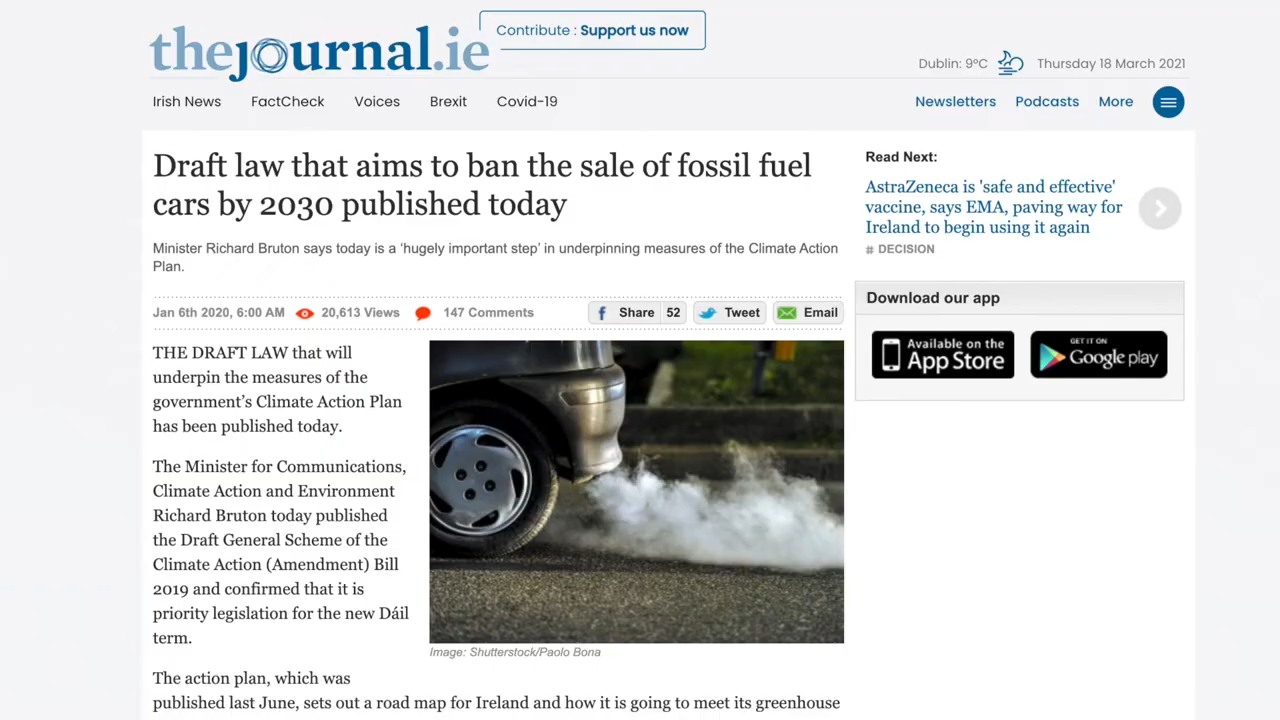 thejournal.ie
Contribute : Support us now
Dublin: 9°C
Thursday 18 March 2021
Irish News
FactCheck
Voices
Brexit
Covid-19
Newsletters
Podcasts
More
Draft law that aims to ban the sale of fossil fuel
cars by 2030 published today
Minister Richard Bruton says today is a ‘hugely important step’ in underpinning measures of the Climate Action
Plan.
Jan 6th 2020, 6:00 AM
20,613 Views
147 Comments
Share
52
Tweet
Email
THE DRAFT LAW that will
underpin the measures of the
government’s Climate Action Plan
has been published today.
The Minister for Communications,
Climate Action and Environment
Richard Bruton today published
the Draft General Scheme of the
Climate Action (Amendment) Bill
2019 and confirmed that it is
priority legislation for the new Dáil
term.
Image: Shutterstock/Paolo Bona
The action plan, which was
published last June, sets out a road map for Ireland and how it is going to meet its greenhouse
Read Next:
AstraZeneca is 'safe and effective'
vaccine, says EMA, paving way for
Ireland to begin using it again
# DECISION
Download our app
Available on the
App Store
GET IT ON
Google play